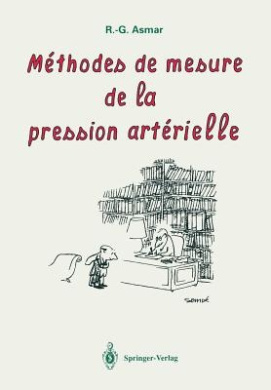 R.-G. Asmar
Méthodes de mesure
de la
pression artérielle
Sempé
Springer-Verlag